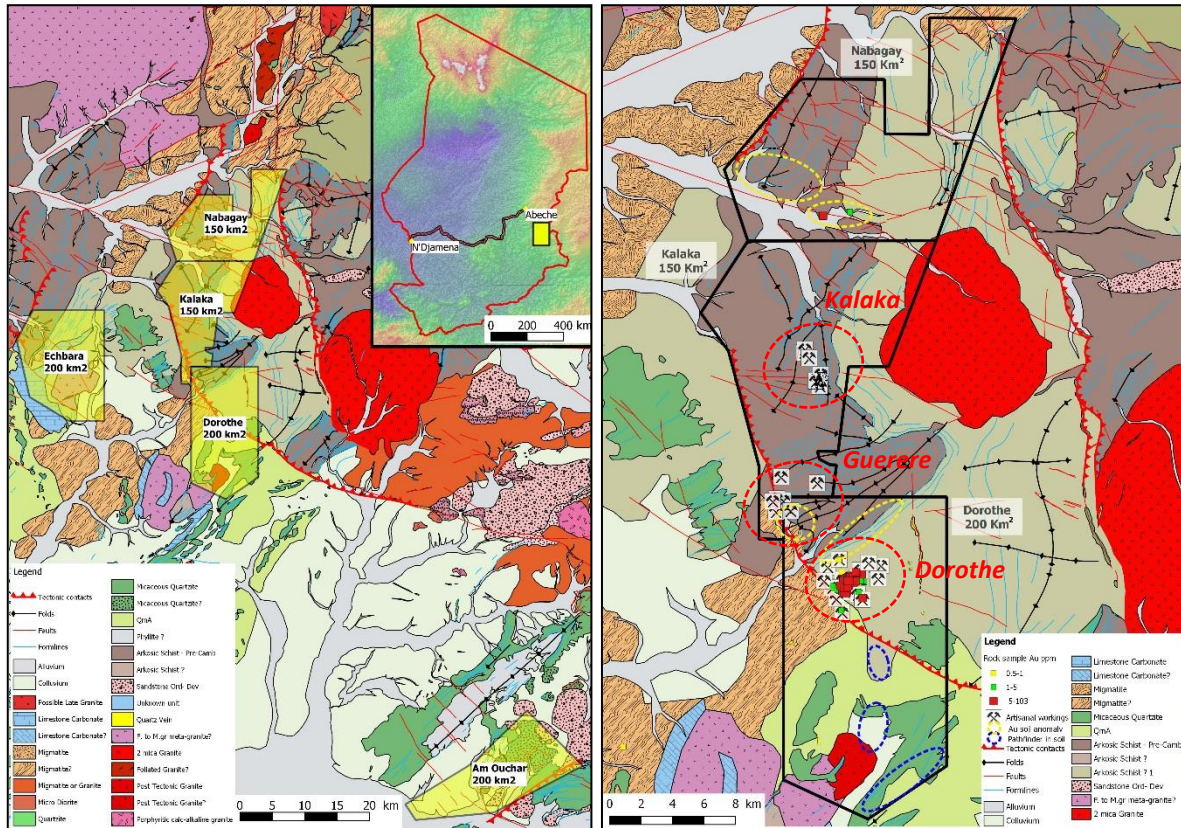 Nabagay
150 km2
Kalaka
150 km2
Echbara
200 km2
Dorothe
200 km2
Am Ouchar
200 km2
Abeche
N'Djamena
0 200 400 km
Legend
Tectonic contacts
Folds
Faults
Formlines
Alluvium
Colluvium
Possible Late Granite
Limestone Carbonate
Limestone Carbonate?
Migmatite
Migmatite?
Migmatite or Granite
Micro Diorite
Quartzite
Micaceous Quartzite
Micaceous Quartzite?
QmA
Phyllite ?
Arkosic Schist - Pre-Camb
Arkosic Schist ?
Sandstone Ord- Dev
Unknown unit
Quartz Vein
F. to M.gr meta-granite?
2 mica Granite
Foliated Granite?
Post Tectonic Granite
Post Tectonic Granite?
Porphyritic calc-alkaline granite
0 5 10 15 20 km
Nabagay
150 Km²
Kalaka
150 Km²
Kalaka
Guerere
Dorothe
200 Km²
Dorothe
Legend
Rock sample Au ppm
0.5-1
1-5
5-103
Artisanal workings
Au soil anomaly
Pathfinder in soil
Tectonic contacts
Folds
Faults
Formlines
Alluvium
Colluvium
Limestone Carbonate
Limestone Carbonate?
Migmatite
Migmatite?
Micaceous Quartzite
QmA
Arkosic Schist - Pre-Camb
Arkosic Schist ?
Arkosic Schist ? 1
Sandstone Ord- Dev
F. to M.gr meta-granite?
2 mica Granite
0 2 4 6 8 km